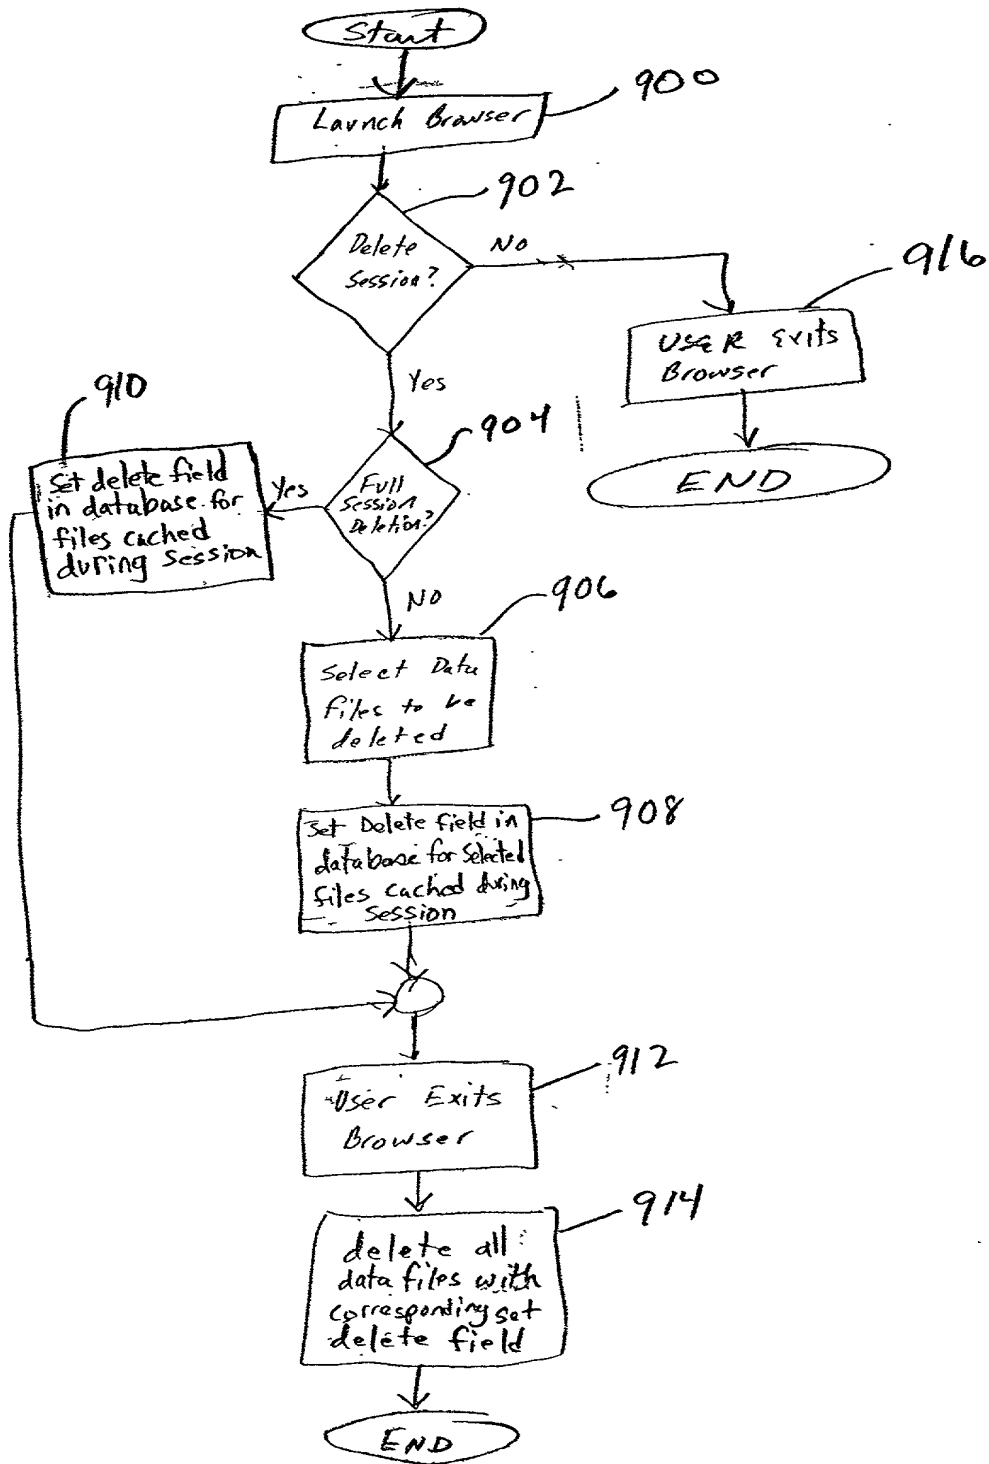 Start
900
Launch Browser
902
Delete
Session?
NO
916
USER Exits
Browser
END
Yes
904
910
Set delete field
in database for
files cached
during Session
Yes
Full
Session
Deletion?
NO
906
Select Data
files to be
deleted
908
Set Delete field in
database for Selected
files cached during
Session
912
User Exits
Browser
914
delete all
data files with
corresponding set
delete field
END